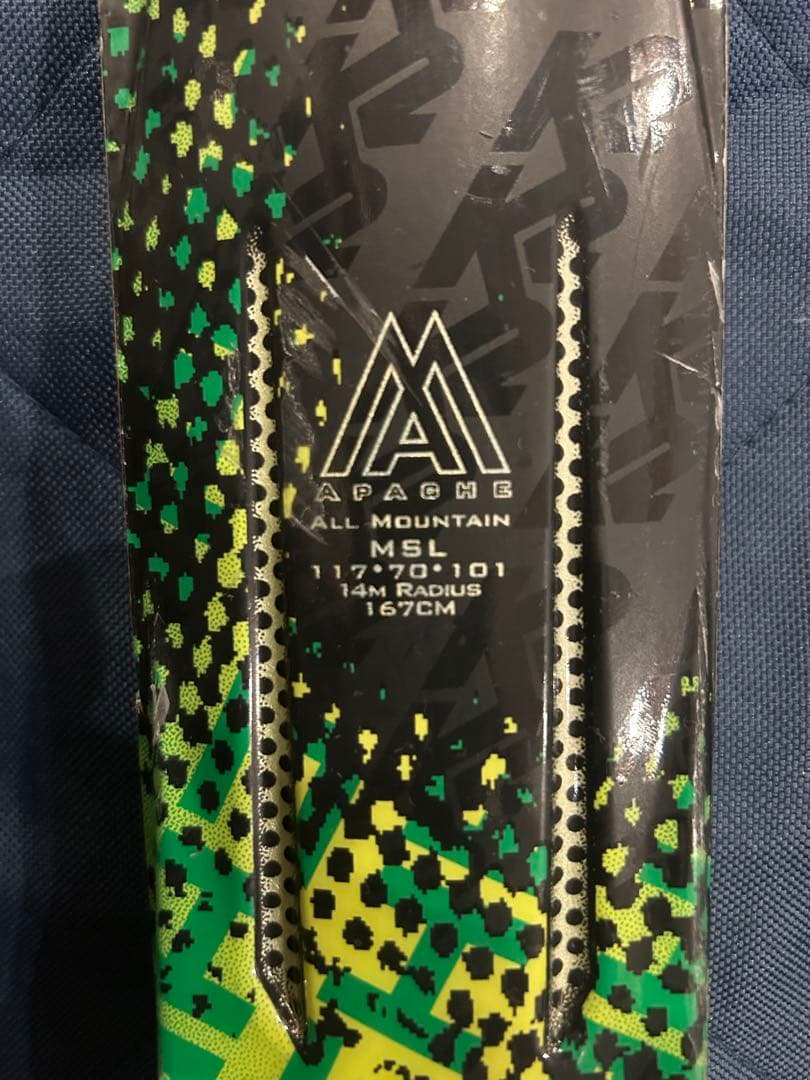 APACHE
ALL MOUNTAIN
MSL
117•70•101
14M RADIUS
167CM